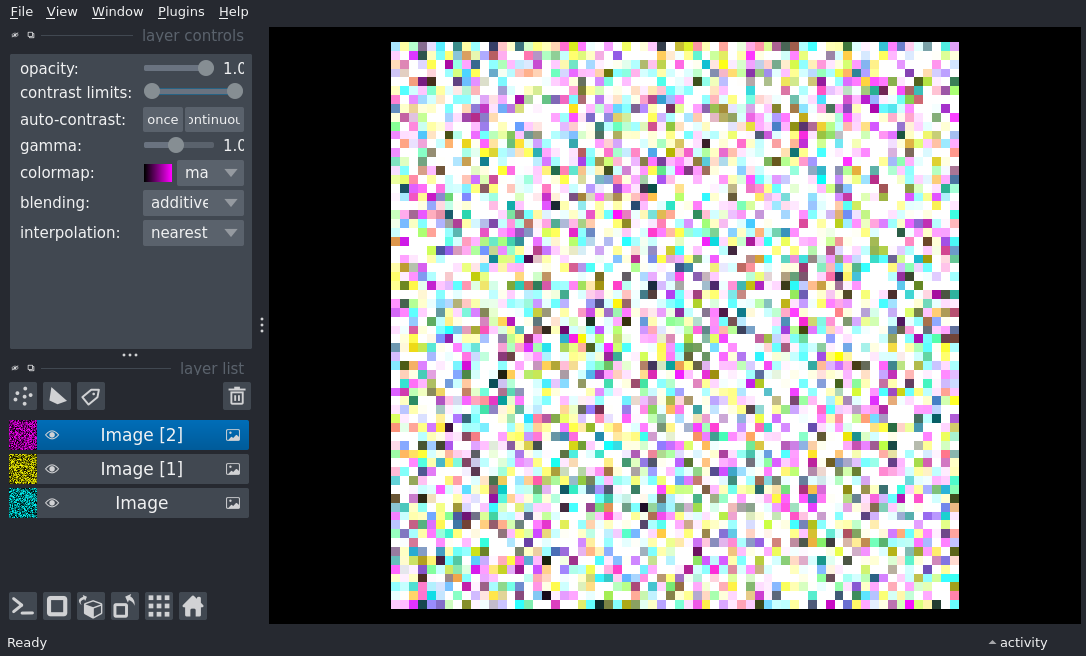 File View Window Plugins Help
layer controls
opacity: 1.0
contrast limits:
auto-contrast: once ontinuou
gamma: 1.0
colormap: ma
blending: additive
interpolation: nearest
layer list
Image [2]
Image [1]
Image
Ready
activity